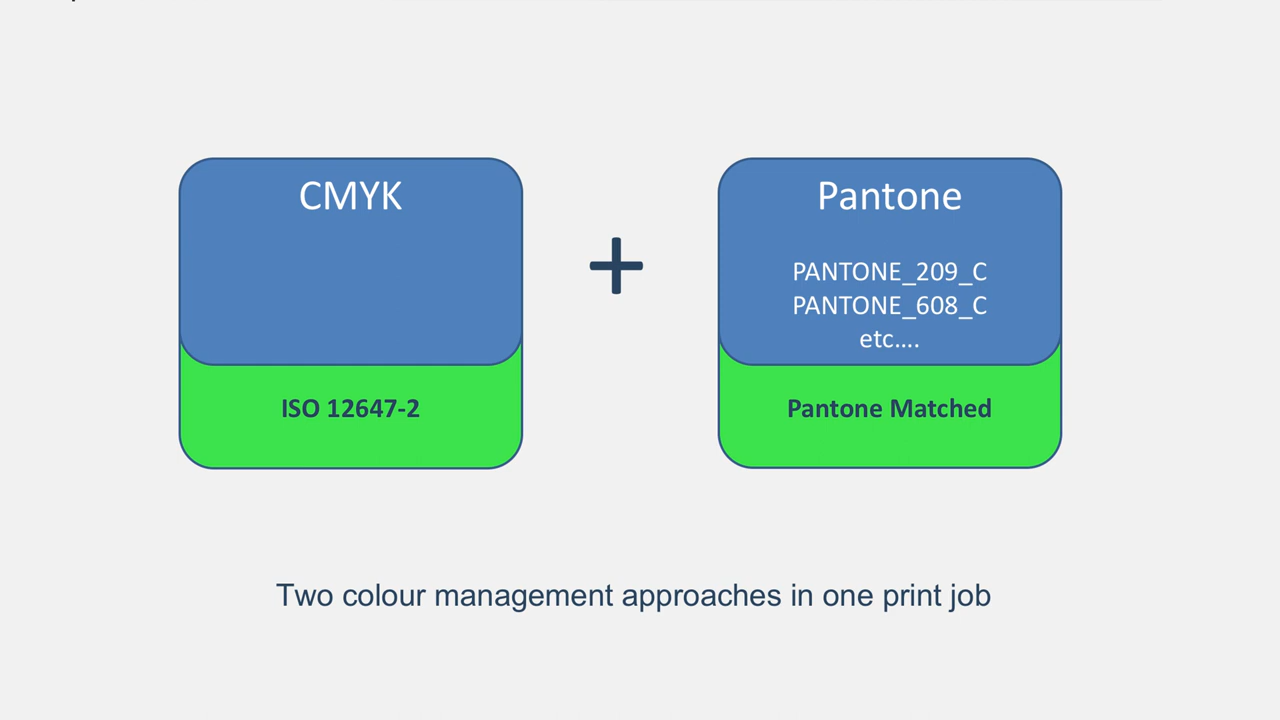 CMYK
ISO 12647-2
+
Pantone
PANTONE_209_C
PANTONE_608_C
etc....
Pantone Matched
Two colour management approaches in one print job